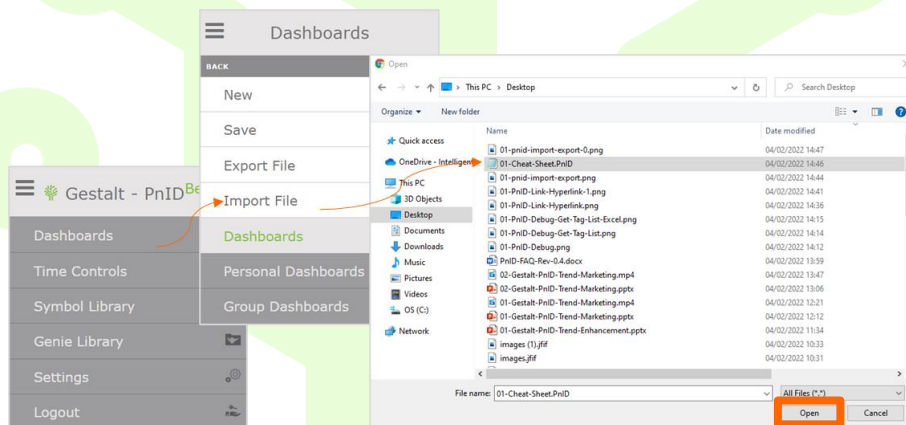 Gestalt - PnID Be
Dashboards
Time Controls
Symbol Library
Genie Library
Settings
Logout
Dashboards
BACK
New
Save
Export File
Import File
Dashboards
Personal Dashboards
Group Dashboards
Open
This PC > Desktop
Search Desktop
Organize New folder
Quick access
OneDrive - Intelligen
This PC
3D Objects
Desktop
Documents
Downloads
Music
Pictures
Videos
OS (C:)
Network
Name Date modified
01-pnid-import-export-0.png 04/02/2022 14:47
01-Cheat-Sheet.PnID 04/02/2022 14:46
01-pnid-import-export.png 04/02/2022 14:44
01-PnID-Link-Hyperlink-1.png 04/02/2022 14:41
01-PnID-Link-Hyperlink.png 04/02/2022 14:36
01-PnID-Debug-Get-Tag-List-Excel.png 04/02/2022 14:15
01-PnID-Debug-Get-Tag-List.png 04/02/2022 14:14
01-PnID-Debug.png 04/02/2022 14:12
PnID-FAQ-Rev-0.4.docx 04/02/2022 13:59
02-Gestalt-PnID-Trend-Marketing.mp4 04/02/2022 13:47
02-Gestalt-PnID-Trend-Marketing.pptx 04/02/2022 13:06
01-Gestalt-PnID-Trend-Marketing.mp4 04/02/2022 12:21
01-Gestalt-PnID-Trend-Marketing.pptx 04/02/2022 12:12
01-Gestalt-PnID-Trend-Enhancement.pptx 04/02/2022 11:34
images (1).jfif 04/02/2022 10:33
images.jfif 04/02/2022 10:31
File name: 01-Cheat-Sheet.PnID All Files (*.*)
Open Cancel